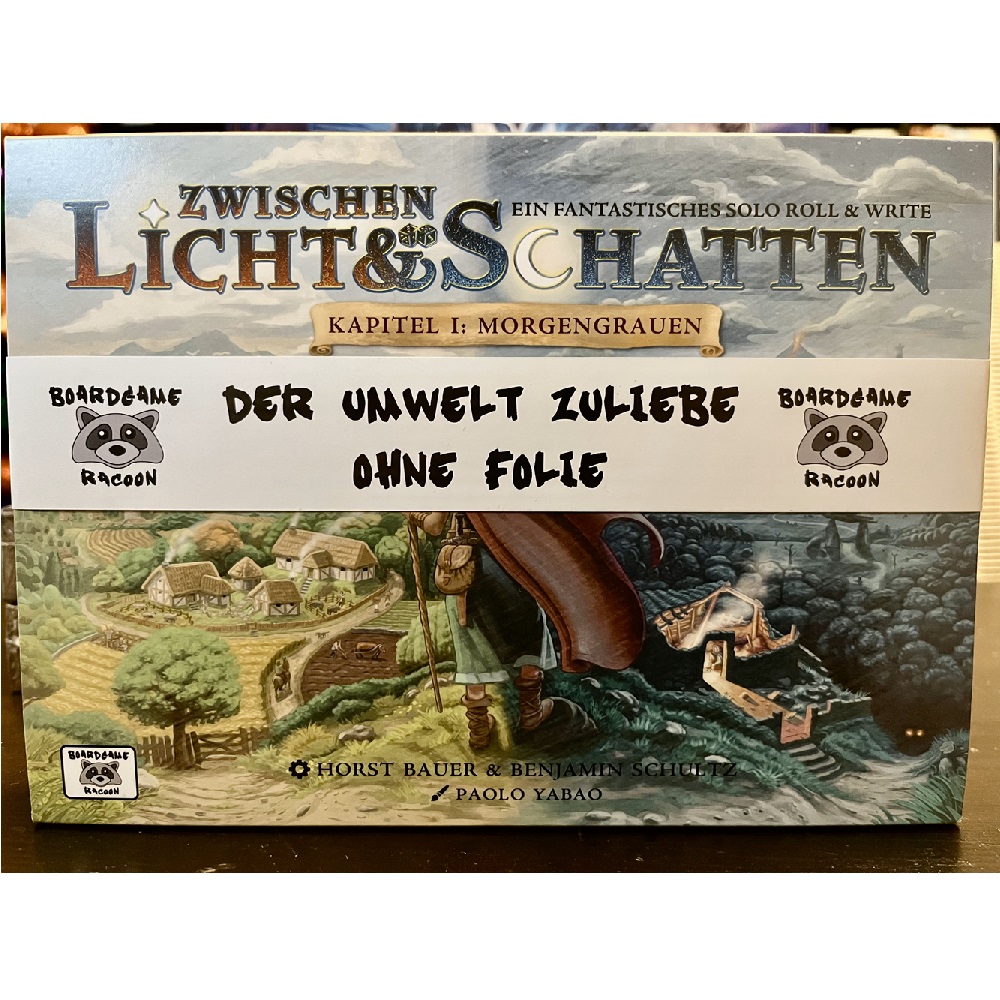 ZWISCHEN
EIN FANTASTISCHES SOLO ROLL & WRITE
LICHT & SCHATTEN
KAPITEL I: MORGENGRAUEN
BOARDGAME
RACOON
DER UMWELT ZULIEBE
OHNE FOLIE
BOARDGAME
RACOON
BOARDGAME
RACOON
HORST BAUER & BENJAMIN SCHULTZ
PAOLO YABAO